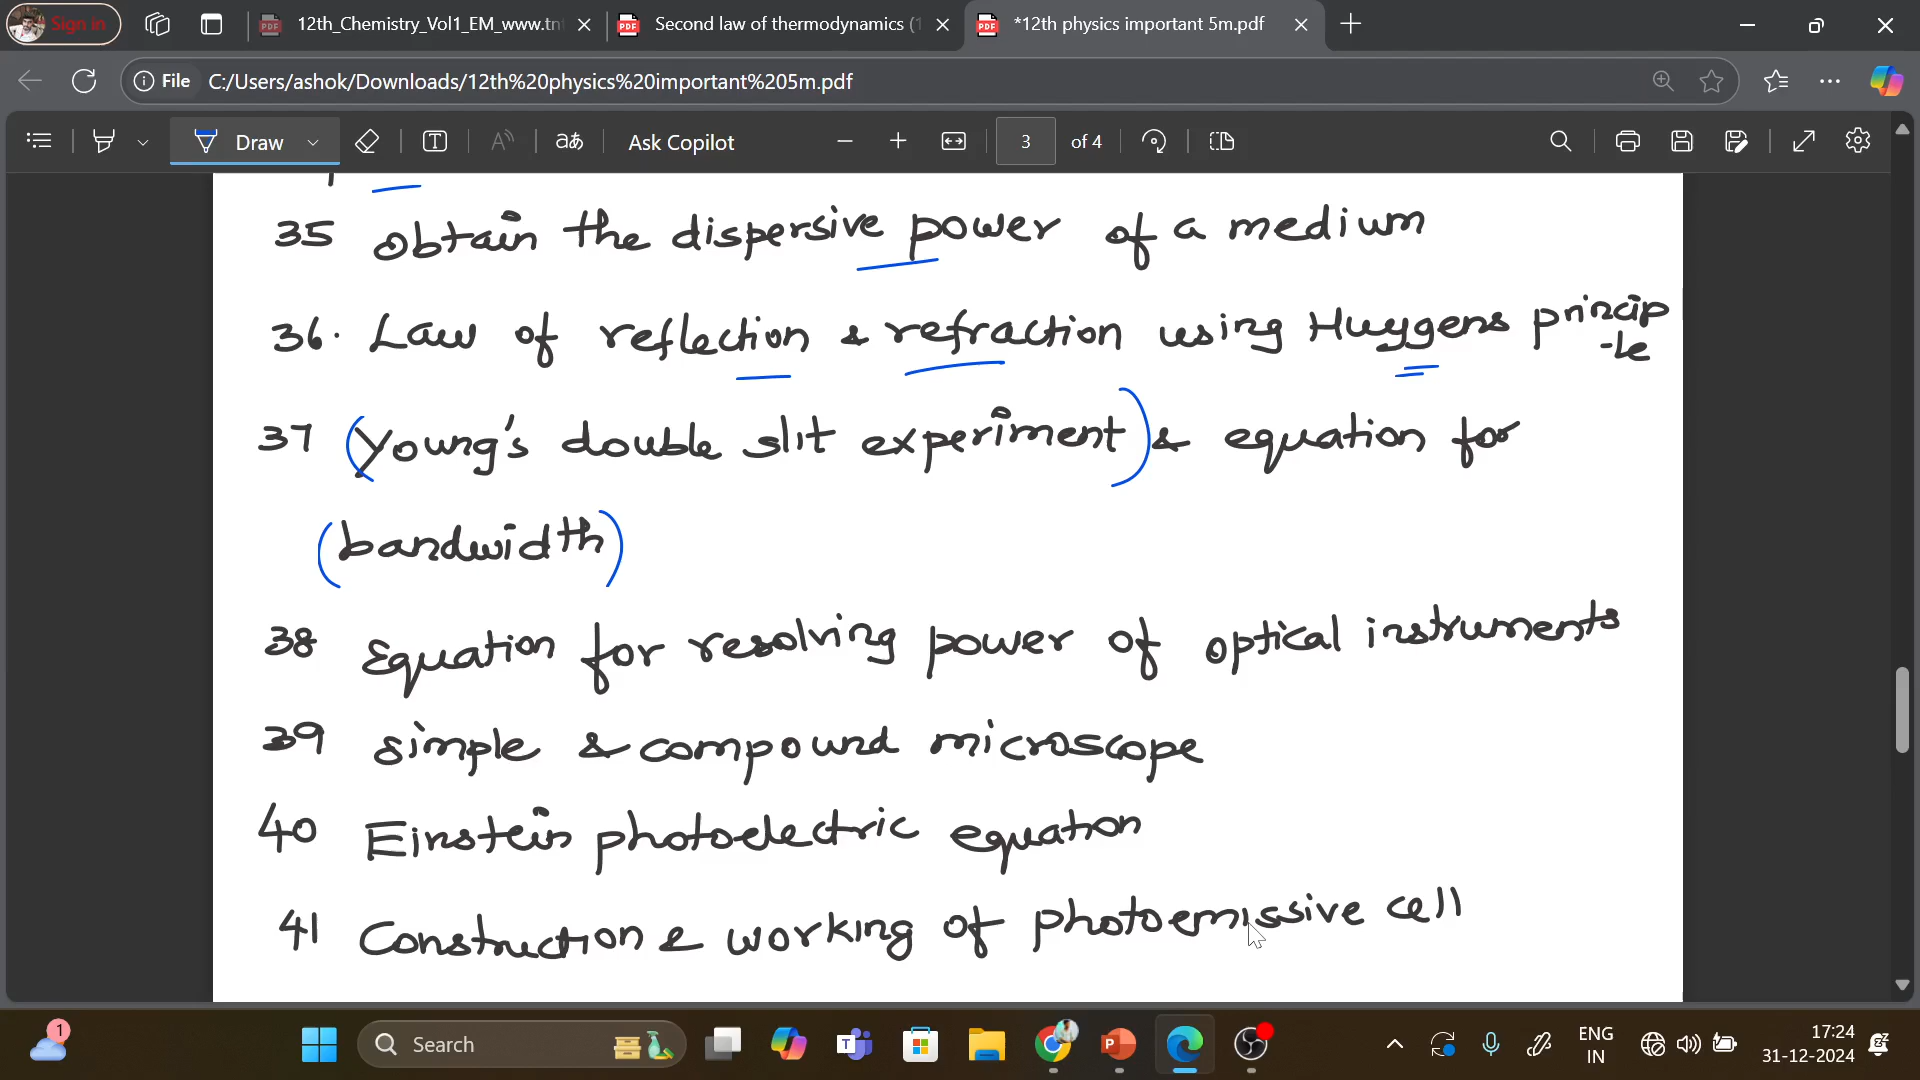 Sign in
12th_Chemistry_Vol1_EM_www.tn
Second law of thermodynamics (1
*12th physics important 5m.pdf
File C:/Users/ashok/Downloads/12th%20physics%20important%205m.pdf
Draw
Ask Copilot
3 of 4
35 obtain the dispersive power of a medium
36. Law of reflection & refraction using Huygens princip
-le
37 (Young's double slit experiment) & equation for
(bandwidth)
38 Equation for resolving power of optical instruments
39 simple & compound microscope
40 Einstein photoelectric equation
41 Construction & working of photoemissive cell
1
Search
ENG
IN
17:24
31-12-2024